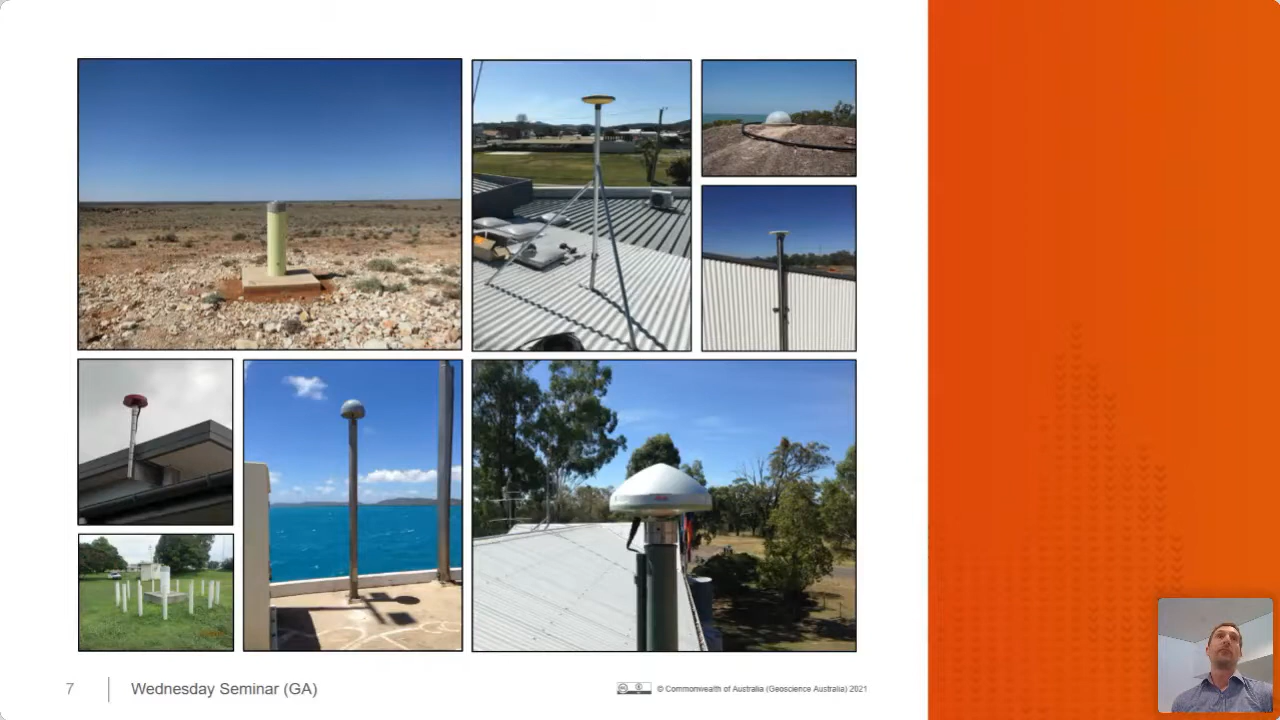 7
Wednesday Seminar (GA)
© Commonwealth of Australia (Geoscience Australia) 2021